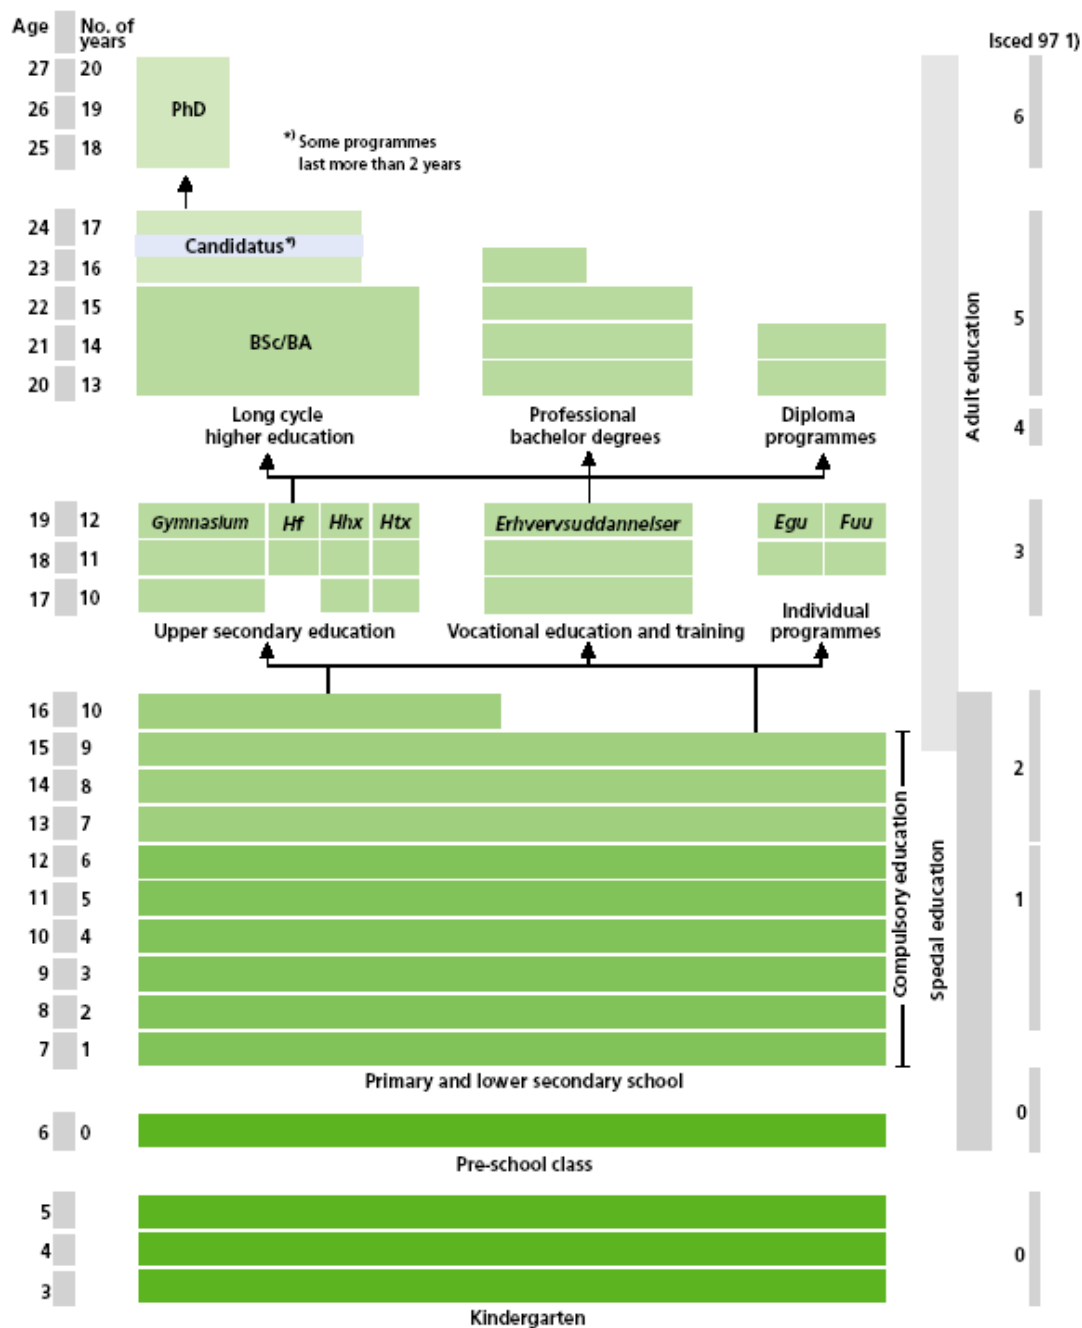 Age No. of years Isced 97 1)
27 20
26 19 PhD 6
25 18
*) Some programmes
last more than 2 years
24 17
Candidatus*)
23 16
22 15
21 14 BSc/BA 5
20 13
Adult education
Long cycle higher education
Professional bachelor degrees
Diploma programmes
4
19 12 Gymnasium Hf Hhx Htx Erhvervsuddannelser Egu Fuu
18 11 3
17 10
Upper secondary education
Vocational education and training
Individual programmes
16 10
15 9
2
14 8
13 7
12 6
11 5 1
10 4
9 3
8 2
7 1
Compulsory education
Spedal education
Primary and lower secondary school
0
6 0
Pre-school class
5
4 0
3
Kindergarten